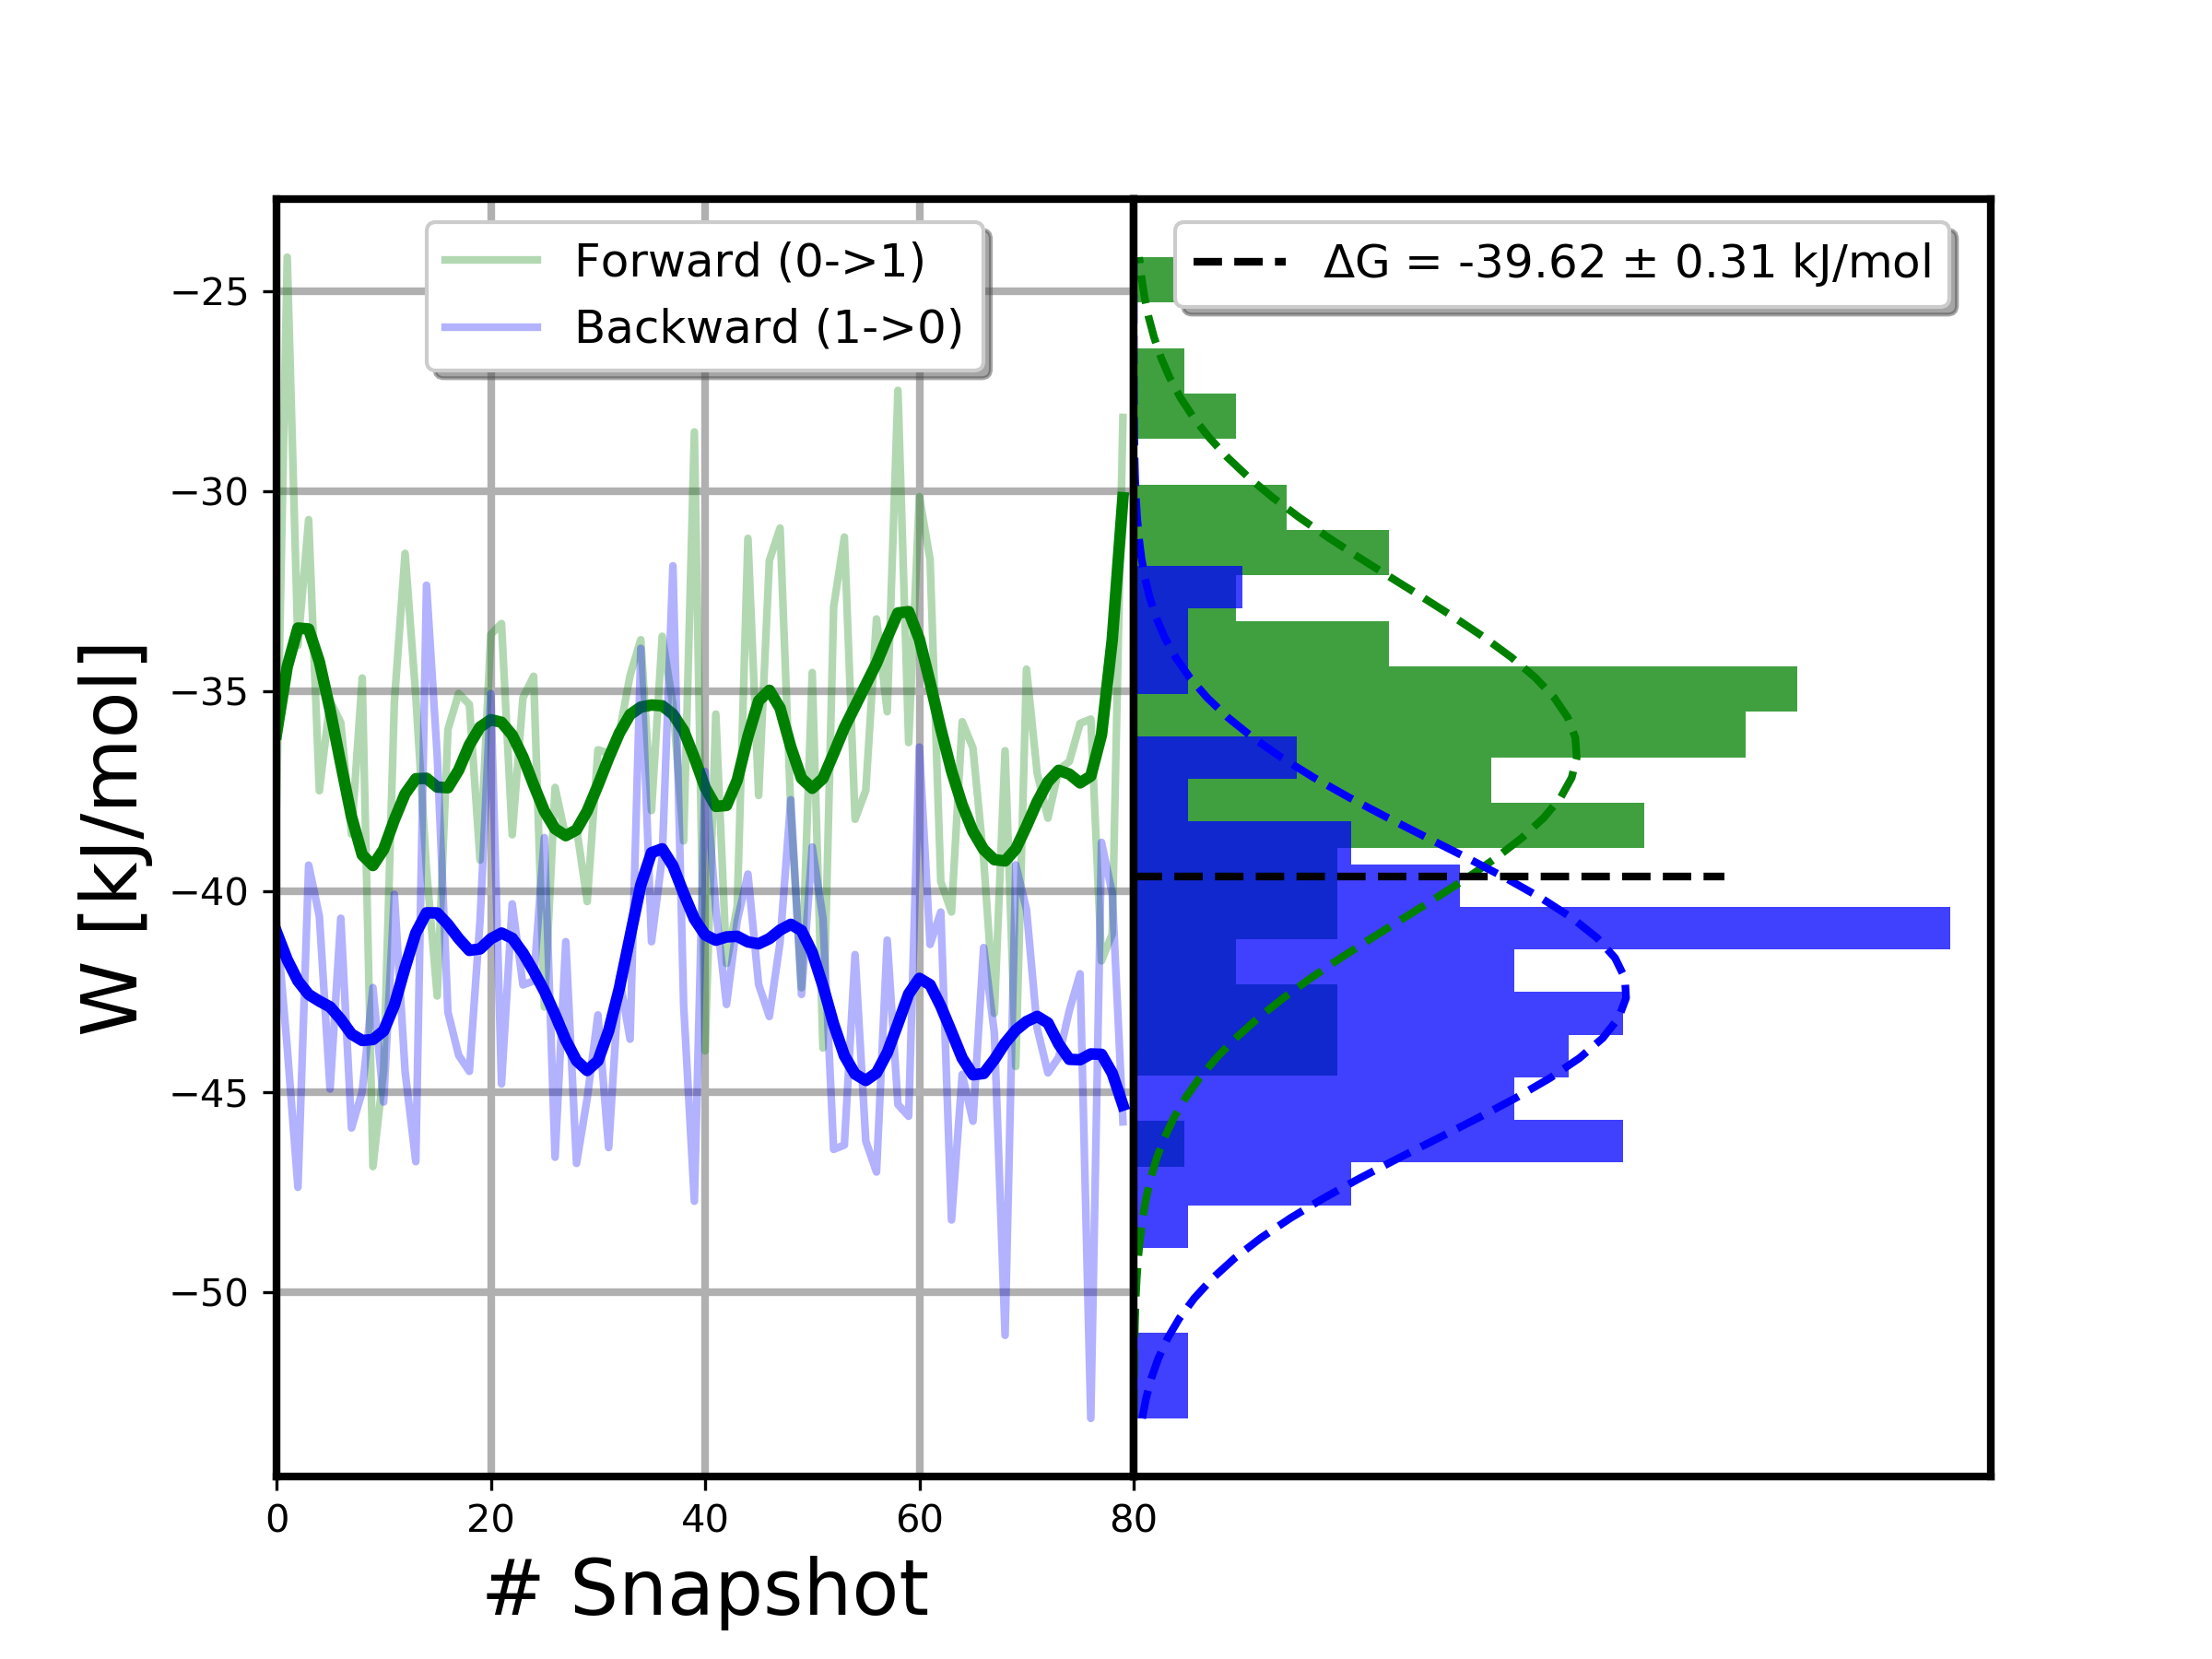 Forward (0->1)
Backward (1->0)
ΔG = -39.62 ± 0.31 kJ/mol
W [kJ/mol]
−25
−30
−35
−40
−45
−50
0 20 40 60 80
# Snapshot